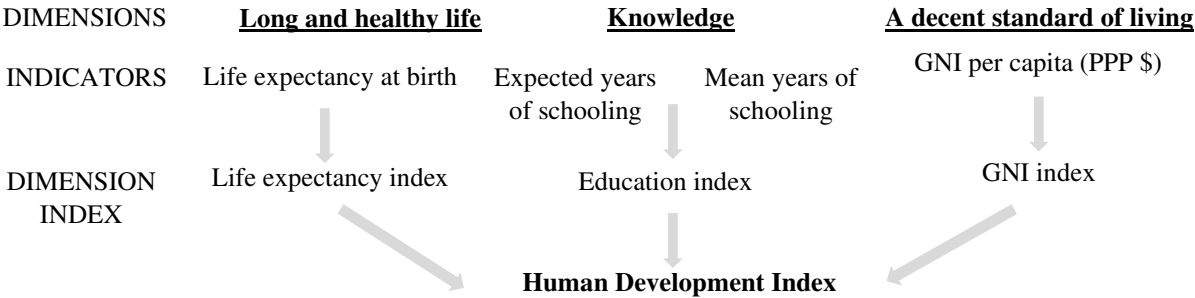 DIMENSIONS Long and healthy life Knowledge A decent standard of living
INDICATORS Life expectancy at birth Expected years Mean years of GNI per capita (PPP $)
of schooling schooling
DIMENSION Life expectancy index Education index GNI index
INDEX
Human Development Index